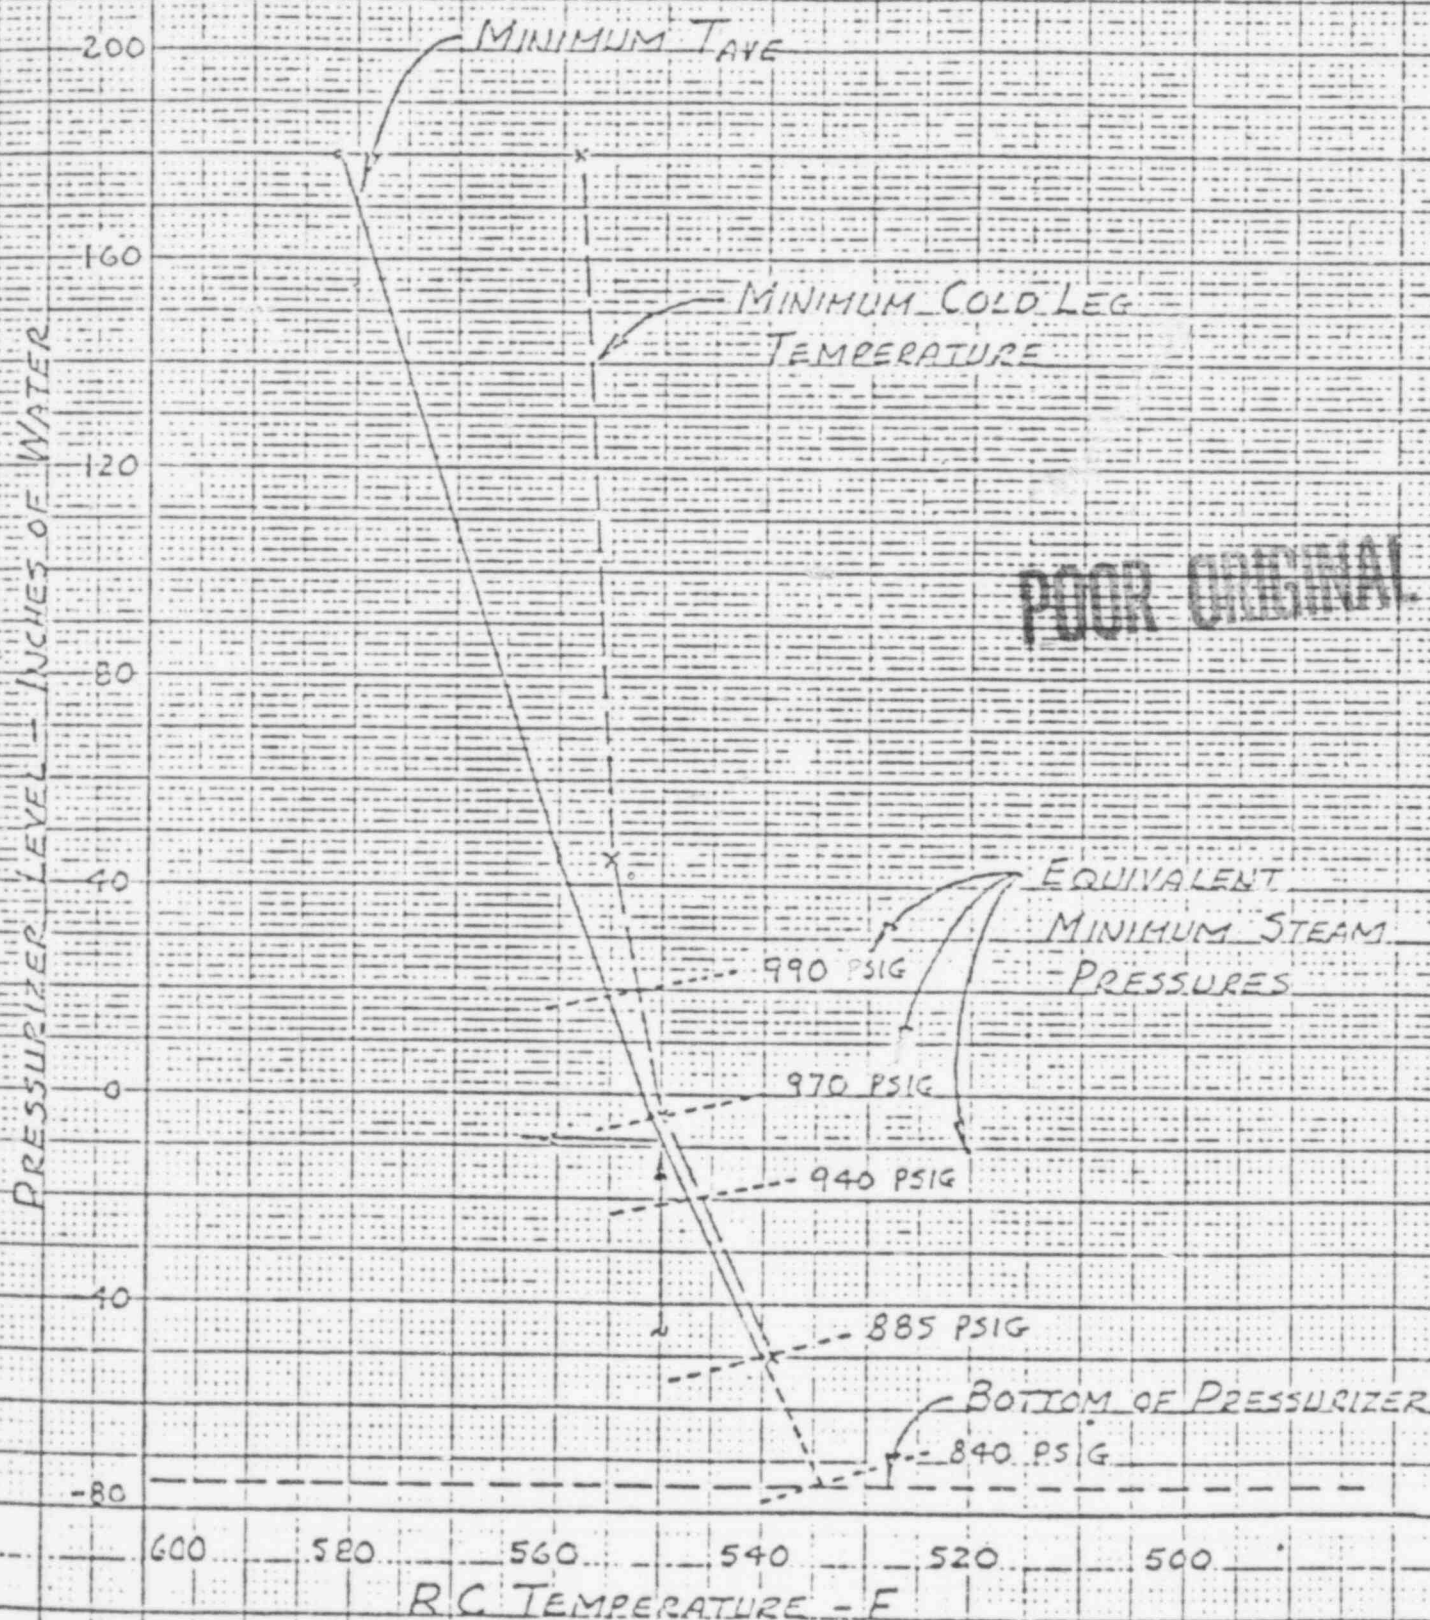 MINIMUM TAVE
200
160
120
80
40
0
-40
-80
PRESSURIZER LEVEL - INCHES OF WATER
MINIMUM COLD LEG
TEMPERATURE
POOR ORIGINAL
EQUIVALENT
MINIMUM STEAM
PRESSURES
990 PSIG
970 PSIG
940 PSIG
885 PSIG
BOTTOM OF PRESSURIZER
840 PSIG
600 580 560 540 520 500
RC TEMPERATURE - F